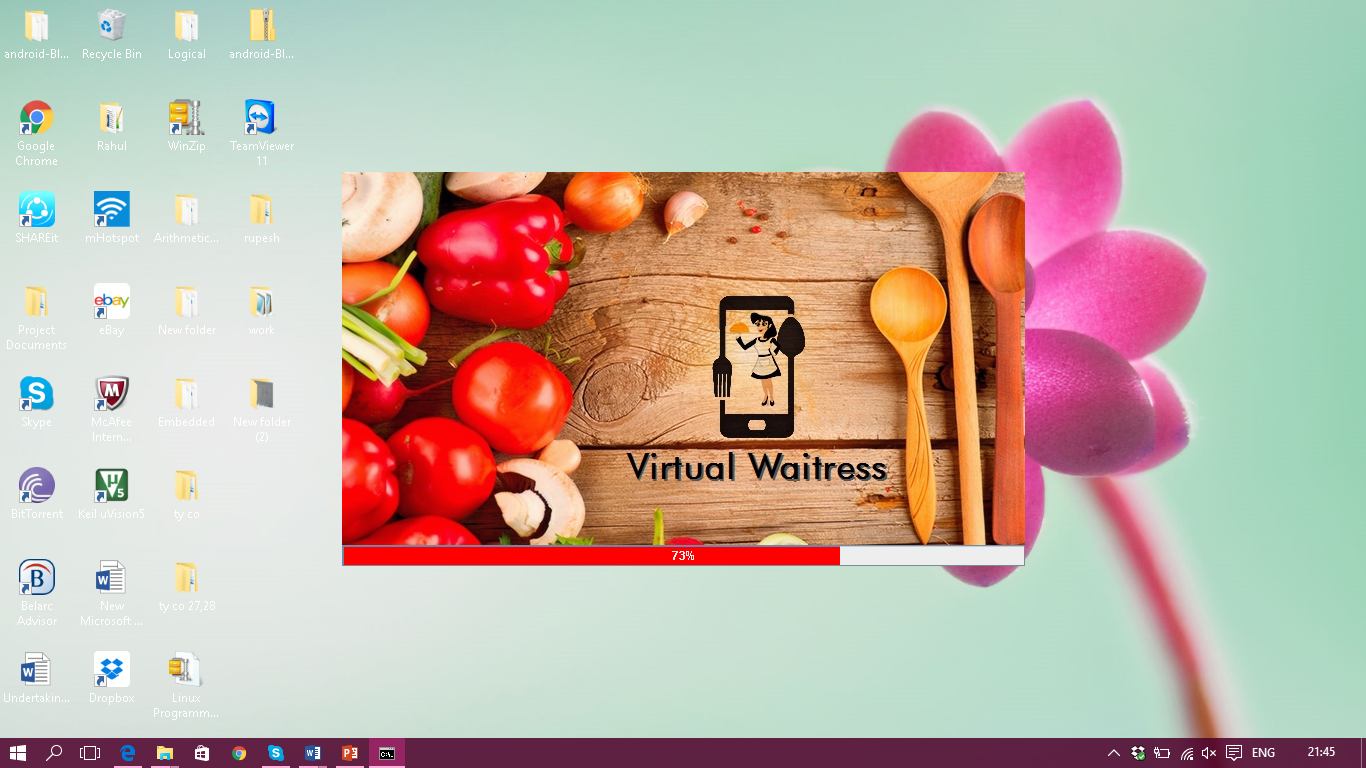 android-Bl...
Recycle Bin
Logical
android-Bl...
Google
Chrome
Rahul
WinZip
TeamViewer
11
SHAREit
mHotspot
Arithmetic...
rupesh
Project
Documents
ebay
eBay
New folder
work
Skype
McAfee
Intern...
Embedded
New folder
(2)
BitTorrent
Keil uVision5
ty co
Belarc
Advisor
New
Microsoft ...
ty co 27,28
Undertakin...
Dropbox
Linux
Programm...
Virtual Waitress
73%
ENG
21:45